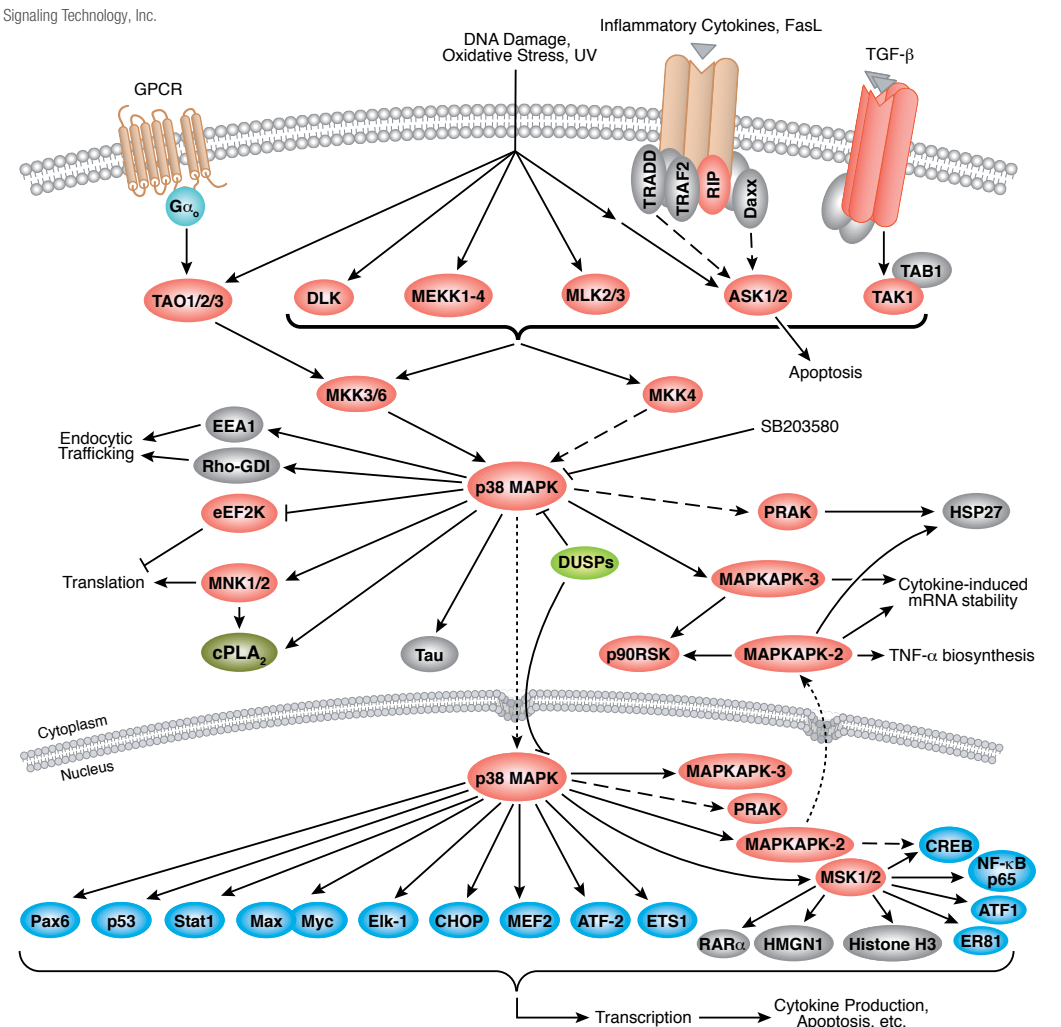 Signaling Technology, Inc.
Inflammatory Cytokines, FasL
DNA Damage,
Oxidative Stress, UV
TGF-β
GPCR
TRADD
TRAF2
RIP
Daxx
Gαo
TAB1
TAO1/2/3
DLK
MEKK1-4
MLK2/3
ASK1/2
TAK1
Apoptosis
MKK3/6
MKK4
EEA1
SB203580
Endocytic
Trafficking
Rho-GDI
p38 MAPK
eEF2K
PRAK
HSP27
DUSPs
Translation
MNK1/2
MAPKAPK-3
Cytokine-induced
mRNA stability
cPLA2
Tau
p90RSK
MAPKAPK-2
TNF-α biosynthesis
Cytoplasm
Nucleus
p38 MAPK
MAPKAPK-3
PRAK
MAPKAPK-2
CREB
MSK1/2
NF-κB
p65
Pax6
p53
Stat1
Max
Myc
Elk-1
CHOP
MEF2
ATF-2
ETS1
ATF1
RARα
HMGN1
Histone H3
ER81
Transcription
Cytokine Production,
Apoptosis, etc.